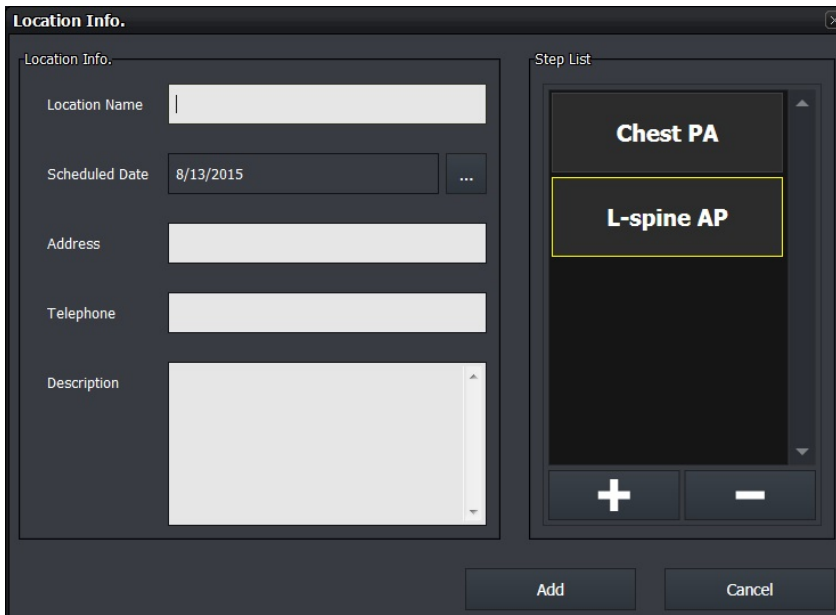 Location Info.
Location Info.
Location Name
Scheduled Date
8/13/2015
...
Address
Telephone
Description
Step List
Chest PA
L-spine AP
Add
Cancel